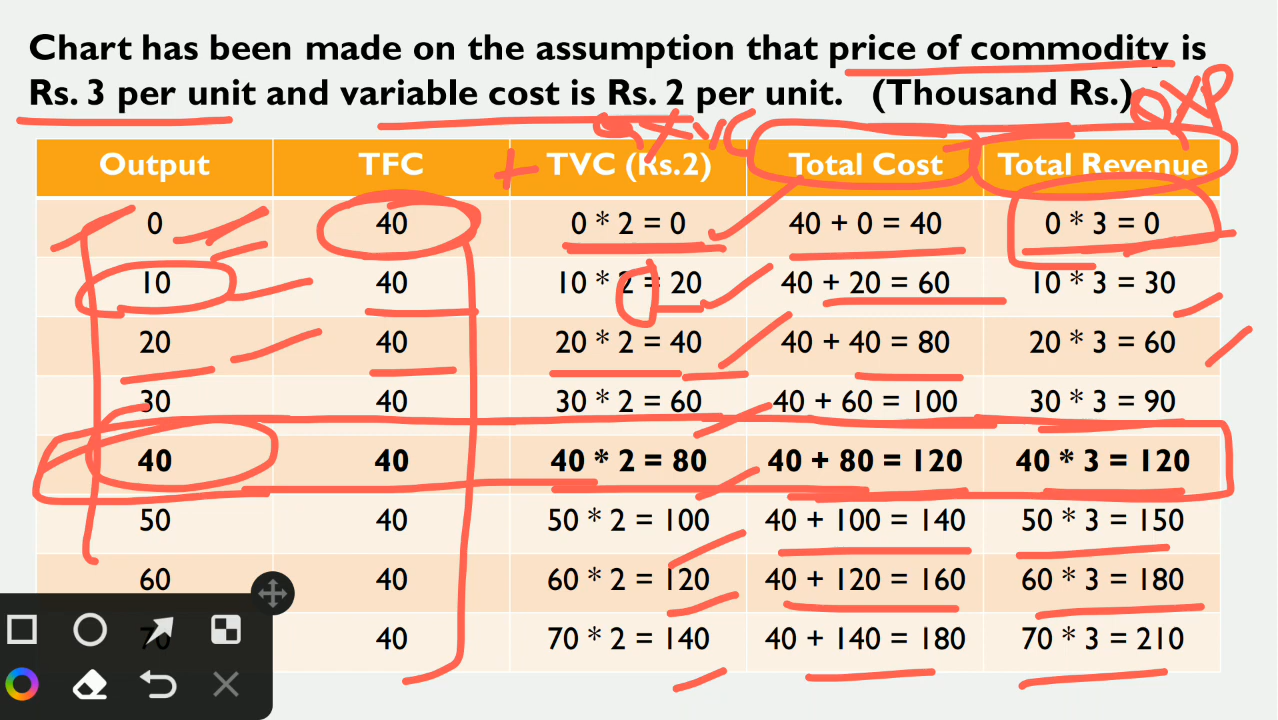 Chart has been made on the assumption that price of commodity is
Rs. 3 per unit and variable cost is Rs. 2 per unit. (Thousand Rs.)
QXP
QXVC
Output TFC + TVC (Rs.2) Total Cost Total Revenue
0 40 0 * 2 = 0 40 + 0 = 40 0 * 3 = 0
10 40 10 * 2 = 20 40 + 20 = 60 10 * 3 = 30
20 40 20 * 2 = 40 40 + 40 = 80 20 * 3 = 60
30 40 30 * 2 = 60 40 + 60 = 100 30 * 3 = 90
40 40 40 * 2 = 80 40 + 80 = 120 40 * 3 = 120
50 40 50 * 2 = 100 40 + 100 = 140 50 * 3 = 150
60 40 60 * 2 = 120 40 + 120 = 160 60 * 3 = 180
70 40 70 * 2 = 140 40 + 140 = 180 70 * 3 = 210